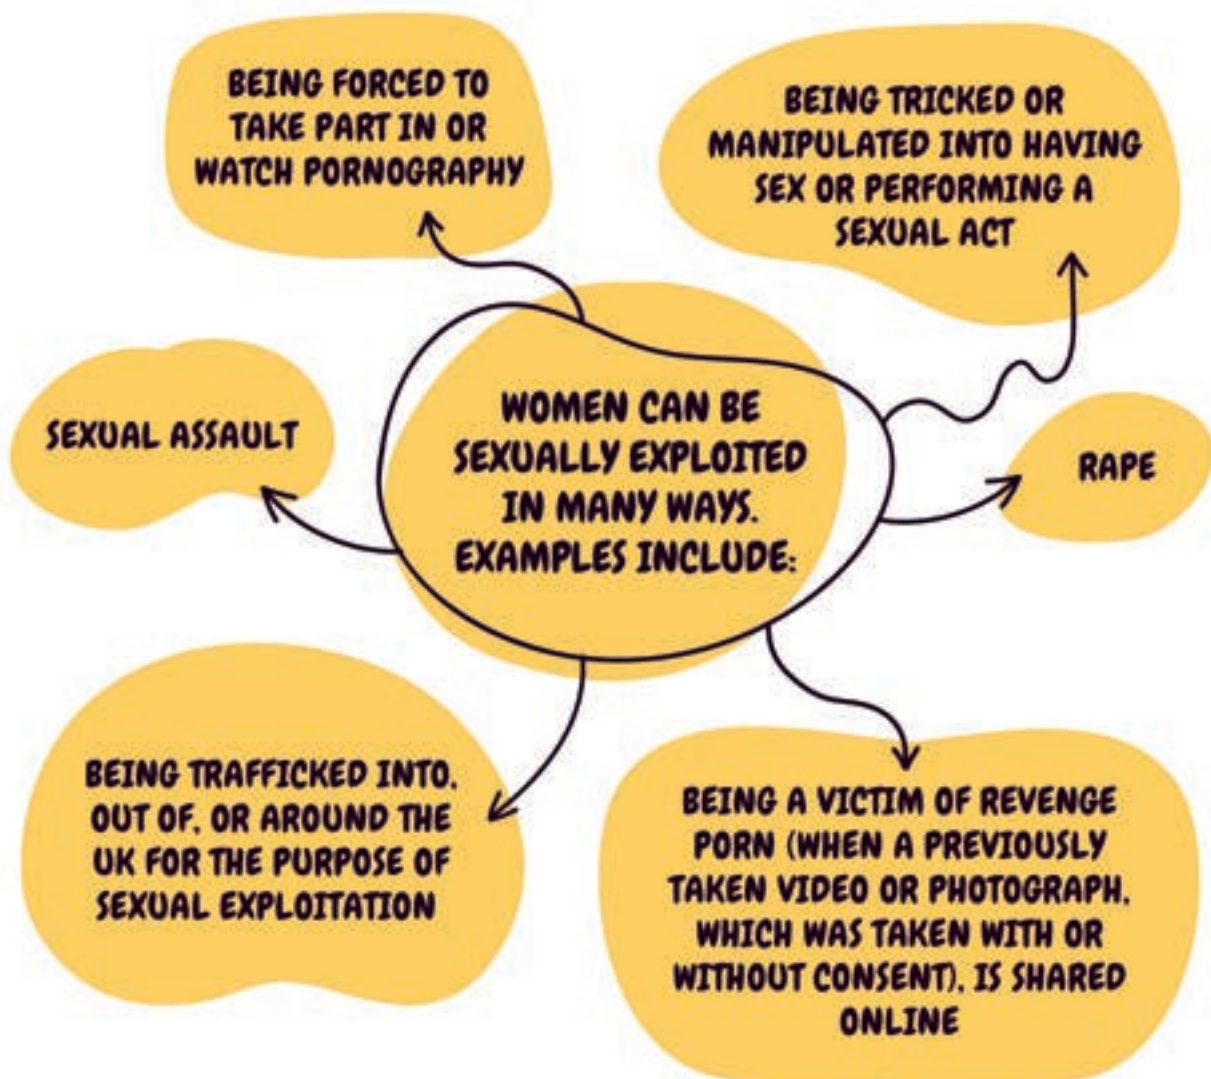 BEING FORCED TO
TAKE PART IN OR
WATCH PORNOGRAPHY
BEING TRICKED OR
MANIPULATED INTO HAVING
SEX OR PERFORMING A
SEXUAL ACT
SEXUAL ASSAULT
WOMEN CAN BE
SEXUALLY EXPLOITED
IN MANY WAYS.
EXAMPLES INCLUDE:
RAPE
BEING TRAFFICKED INTO,
OUT OF, OR AROUND THE
UK FOR THE PURPOSE OF
SEXUAL EXPLOITATION
BEING A VICTIM OF REVENGE
PORN (WHEN A PREVIOUSLY
TAKEN VIDEO OR PHOTOGRAPH,
WHICH WAS TAKEN WITH OR
WITHOUT CONSENT), IS SHARED
ONLINE